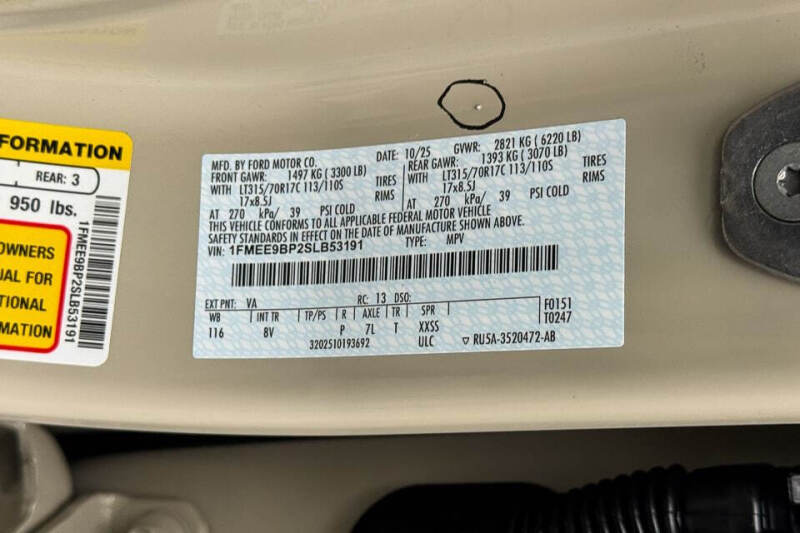 FORMATION
REAR: 3
950 lbs.
OWNERS
UAL FOR
TIONAL
RMATION
1FMEE9BP2SLB53191
MFD. BY FORD MOTOR CO.
DATE: 10/25 GVWR: 2821 KG ( 6220 LB)
FRONT GAWR: 1497 KG ( 3300 LB) REAR GAWR: 1393 KG ( 3070 LB)
WITH LT315/70R17C 113/110S TIRES WITH LT315/70R17C 113/110S TIRES
17x8.5J RIMS 17x8.5J RIMS
AT 270 kPa/ 39 PSI COLD AT 270 kPa/ 39 PSI COLD
THIS VEHICLE CONFORMS TO ALL APPLICABLE FEDERAL MOTOR VEHICLE
SAFETY STANDARDS IN EFFECT ON THE DATE OF MANUFACTURE SHOWN ABOVE.
VIN: 1FMEE9BP2SLB53191 TYPE: MPV
EXT PNT: VA RC: 13 DSO: F0151
WB INT TR TP/PS R AXLE TR SPR T0247
116 BV P 7L T XXSS
3202510193692 ULC ▽ RU5A-3520472-AB